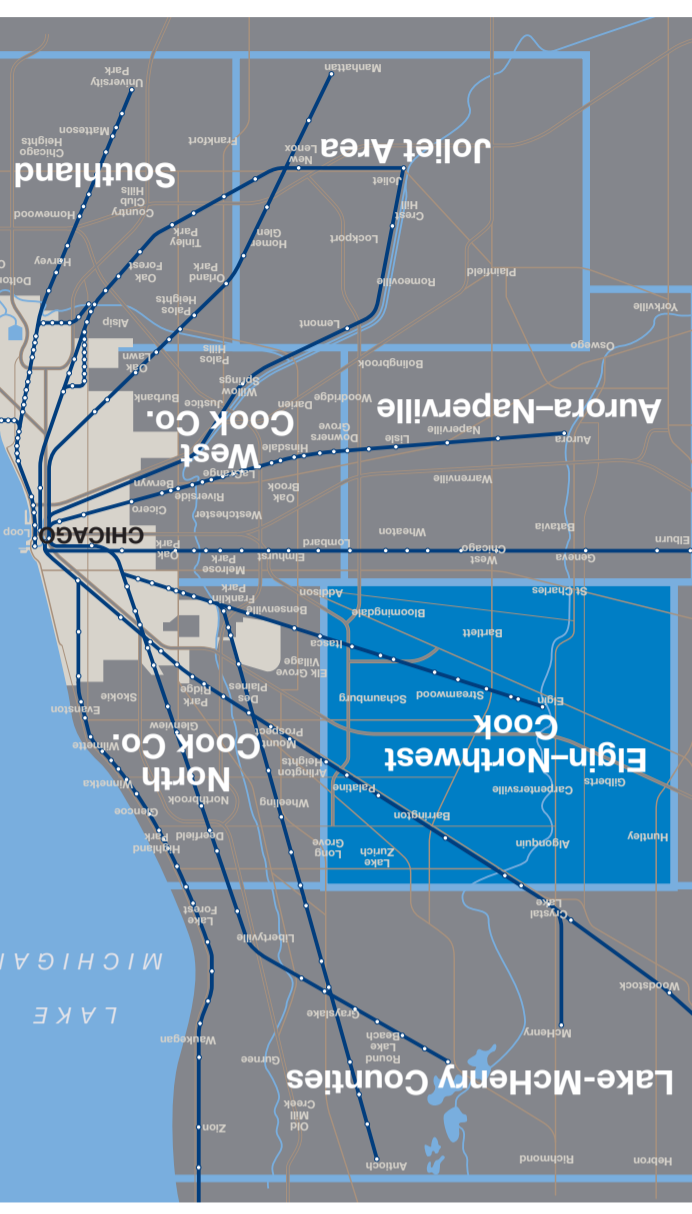 Hebron
Richmond
Antioch
Zion
Old
Mill
Creek
Lake-McHenry Counties
Round
Lake
Beach
Gurnee
Waukegan
McHenry
Grayslake
LAKE
MICHIGAN
Woodstock
Libertyville
Crystal
Lake
Lake
Forest
Huntley
Algonquin
Lake
Zurich
Long
Grove
Deerfield
Highland
Park
Barrington
Glencoe
Gilberts
Carpentersville
Palatine
Wheeling
Northbrook
Arlington
Heights
Winnetka
North
Cook Co.
Elgin–Northwest
Cook
Mount
Prospect
Wilmette
Glenview
Evanston
Elgin
Streamwood
Schaumburg
Des
Plaines
Park
Ridge
Skokie
Elk Grove
Village
Itasca
Bartlett
Bloomingdale
Bensenville
Addison
Franklin
Park
St. Charles
Melrose
Park
Elburn
Geneva
West
Chicago
Wheaton
Lombard
Elmhurst
Oak
Park
CHICAGO
Loop
Batavia
Westchester
Cicero
Oak
Brook
Riverside
Berwyn
Warrenville
LaGrange
West
Cook Co.
Aurora
Naperville
Lisle
Downers
Grove
Hinsdale
Aurora–Naperville
Woodridge
Darien
Willow
Springs
Justice
Burbank
Bolingbrook
Palos
Hills
Oak
Lawn
Oswego
Yorkville
Lemont
Alsip
Palos
Heights
Romeoville
Plainfield
Orland
Park
Oak
Forest
Harvey
Lockport
Homer
Glen
Tinley
Park
Crest
Hill
Country
Club
Hills
Homewood
Joliet
Joliet Area
New
Lenox
Southland
Frankfort
Chicago
Heights
Matteson
University
Park
Manhattan